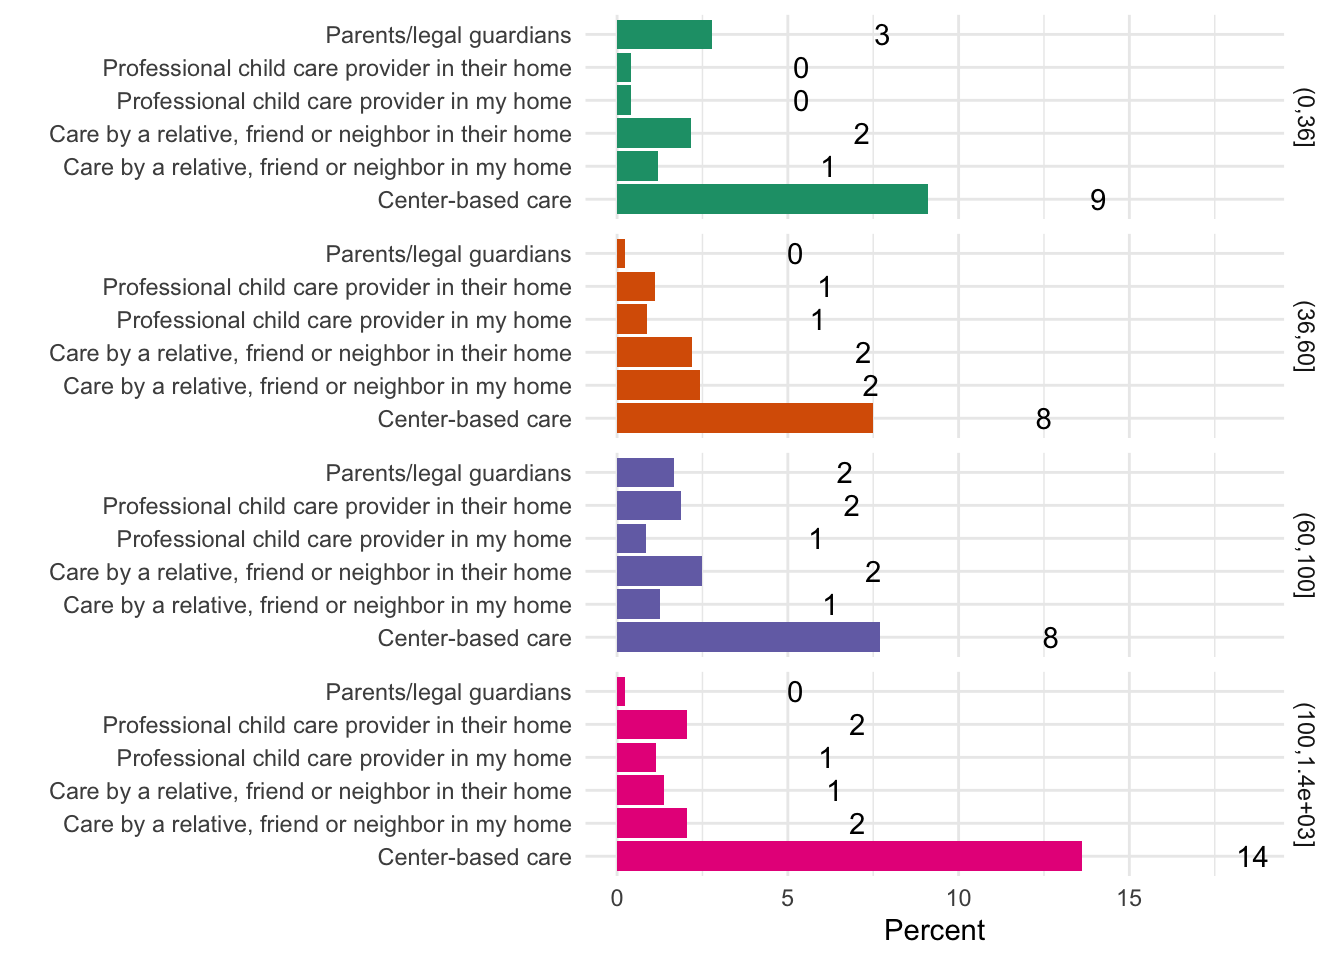 Parents/legal guardians 3
Professional child care provider in their home 0
Professional child care provider in my home 0
Care by a relative, friend or neighbor in their home 2
Care by a relative, friend or neighbor in my home 1
Center-based care 9
(0,36]
Parents/legal guardians 0
Professional child care provider in their home 1
Professional child care provider in my home 1
Care by a relative, friend or neighbor in their home 2
Care by a relative, friend or neighbor in my home 2
Center-based care 8
(36,60]
Parents/legal guardians 2
Professional child care provider in their home 2
Professional child care provider in my home 1
Care by a relative, friend or neighbor in their home 2
Care by a relative, friend or neighbor in my home 1
Center-based care 8
(60,100]
Parents/legal guardians 0
Professional child care provider in their home 2
Professional child care provider in my home 1
Care by a relative, friend or neighbor in their home 1
Care by a relative, friend or neighbor in my home 2
Center-based care 14
(100,1.4e+03]
0 5 10 15
Percent